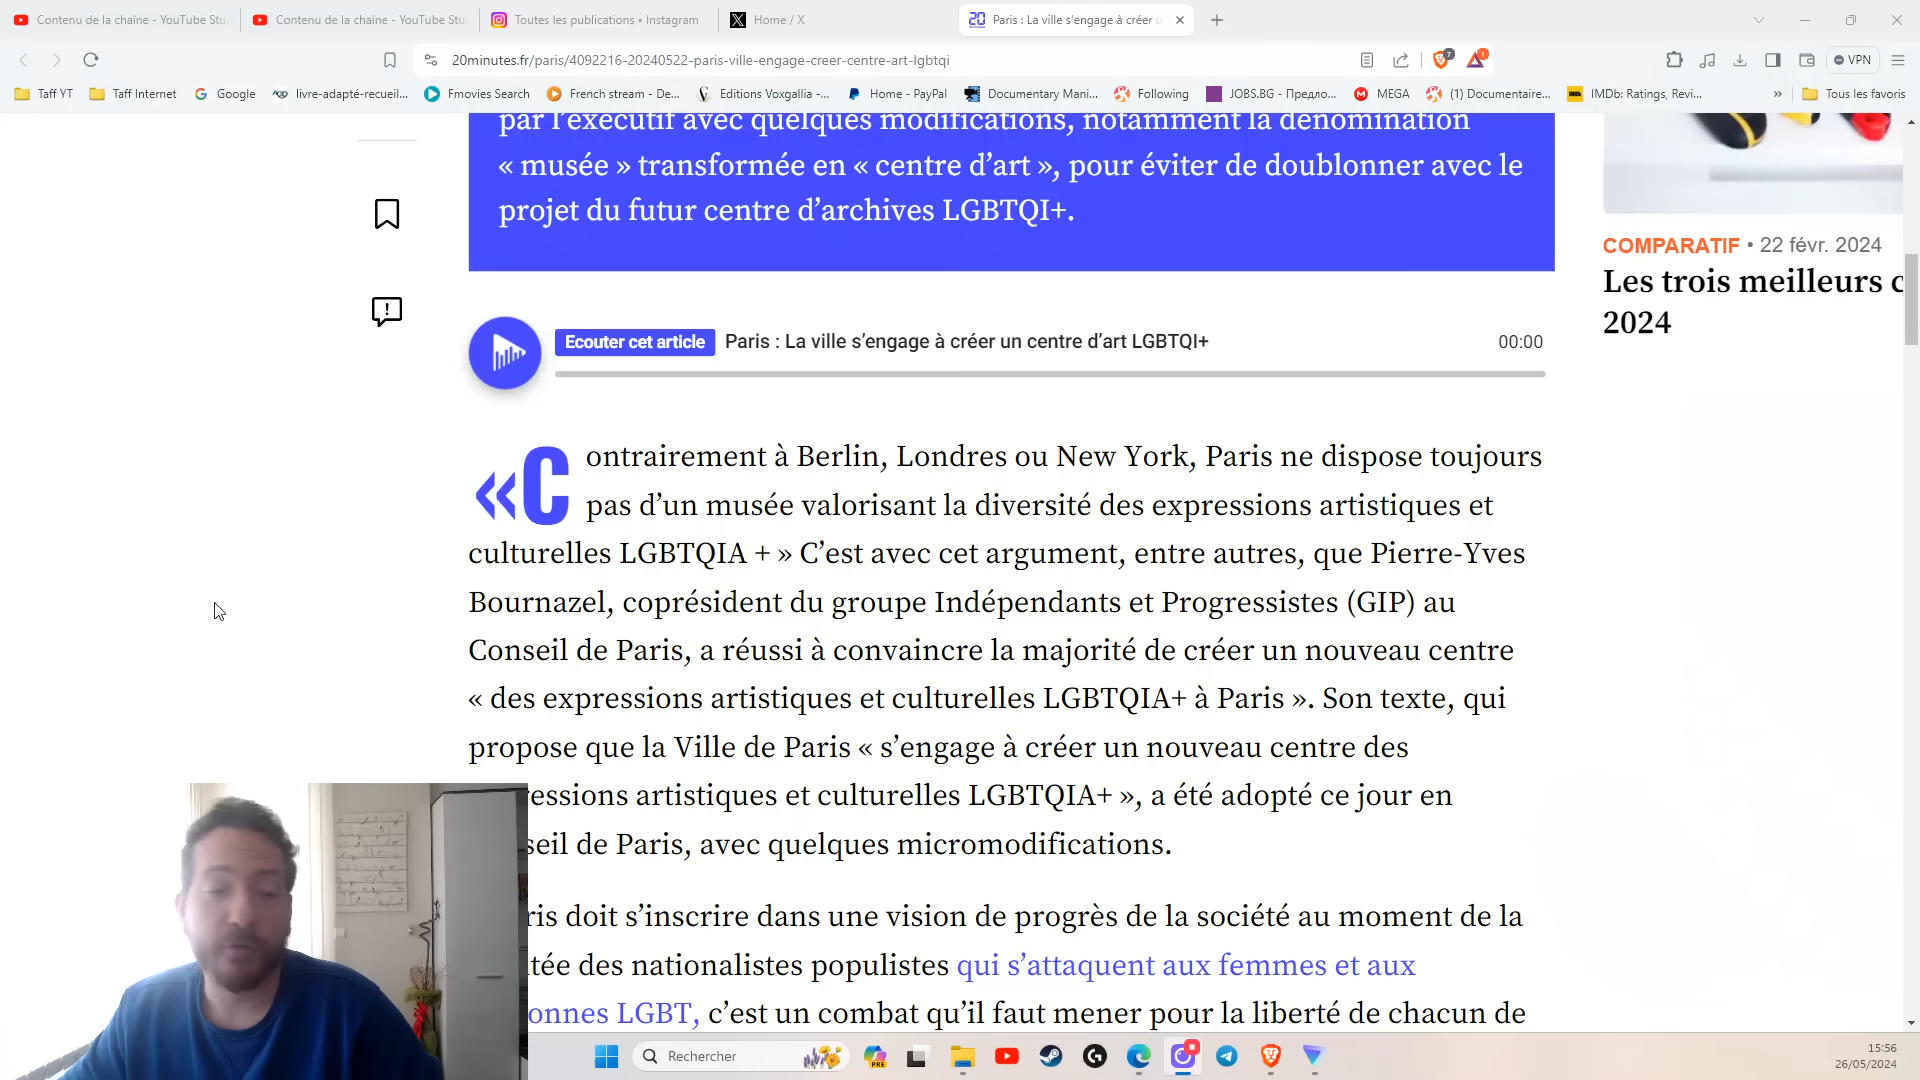 Contenu de la chaîne - YouTube Stu
Contenu de la chaîne - YouTube Stu
Toutes les publications • Instagram
Home / X
Paris : La ville s'engage à créer u
20minutes.fr/paris/4092216-20240522-paris-ville-engage-creer-centre-art-lgbtqi
7
1
VPN
Taff YT
Taff Internet
Google
livre-adapté-recueil...
Fmovies Search
French stream - De...
Editions Voxgallia -...
Home - PayPal
Documentary Mani...
Following
JOBS.BG - Предло...
MEGA
(1) Documentaire...
IMDb: Ratings, Revi...
»
Tous les favoris
par l'exécutif avec quelques modifications, notamment la dénomination
« musée » transformée en « centre d'art », pour éviter de doublonner avec le
projet du futur centre d'archives LGBTQI+.
COMPARATIF • 22 févr. 2024
Les trois meilleurs c
2024
Ecouter cet article
Paris : La ville s'engage à créer un centre d'art LGBTQI+
00:00
«Contrairement à Berlin, Londres ou New York, Paris ne dispose toujours
pas d'un musée valorisant la diversité des expressions artistiques et
culturelles LGBTQIA + » C'est avec cet argument, entre autres, que Pierre-Yves
Bournazel, coprésident du groupe Indépendants et Progressistes (GIP) au
Conseil de Paris, a réussi à convaincre la majorité de créer un nouveau centre
« des expressions artistiques et culturelles LGBTQIA+ à Paris ». Son texte, qui
propose que la Ville de Paris « s'engage à créer un nouveau centre des
ressions artistiques et culturelles LGBTQIA+ », a été adopté ce jour en
seil de Paris, avec quelques micromodifications.
ris doit s'inscrire dans une vision de progrès de la société au moment de la
tée des nationalistes populistes qui s'attaquent aux femmes et aux
onnes LGBT, c'est un combat qu'il faut mener pour la liberté de chacun de
Rechercher
PRE
15:56
26/05/2024